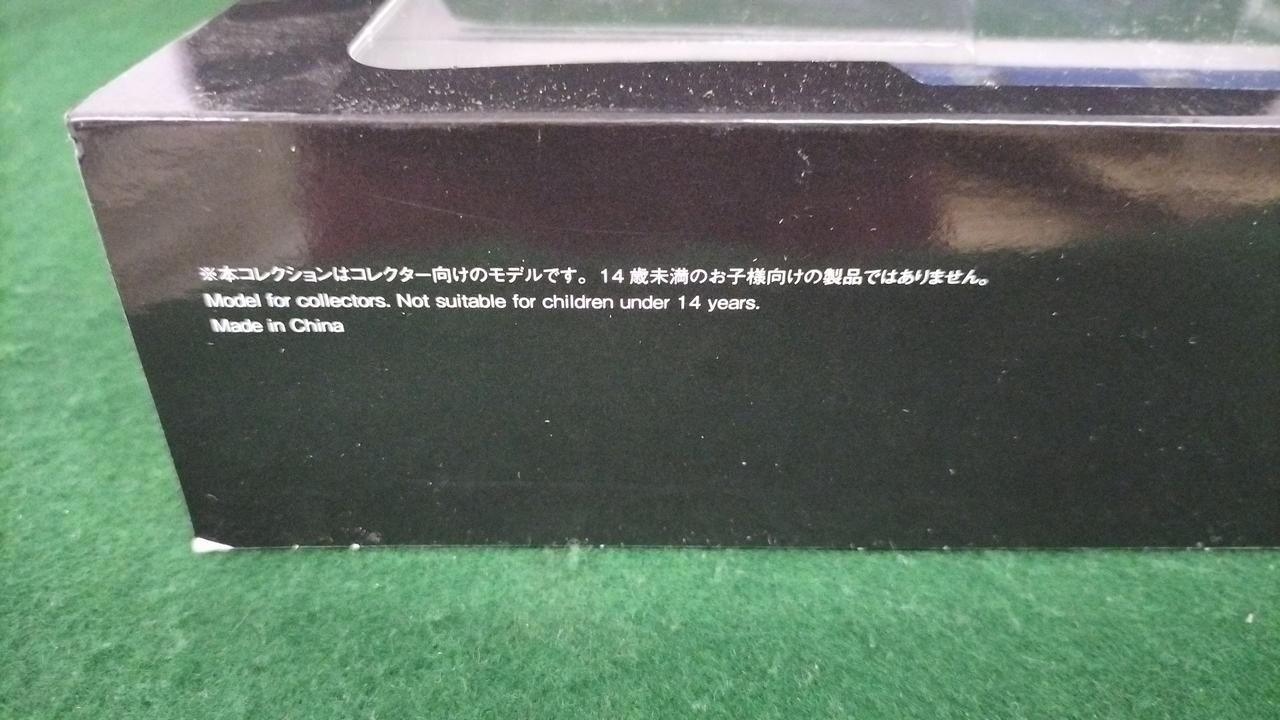 ※本コレクションはコレクター向けのモデルです。14歳未満のお子様向けの製品ではありません。
Model for collectors. Not suitable for children under 14 years.
Made in China